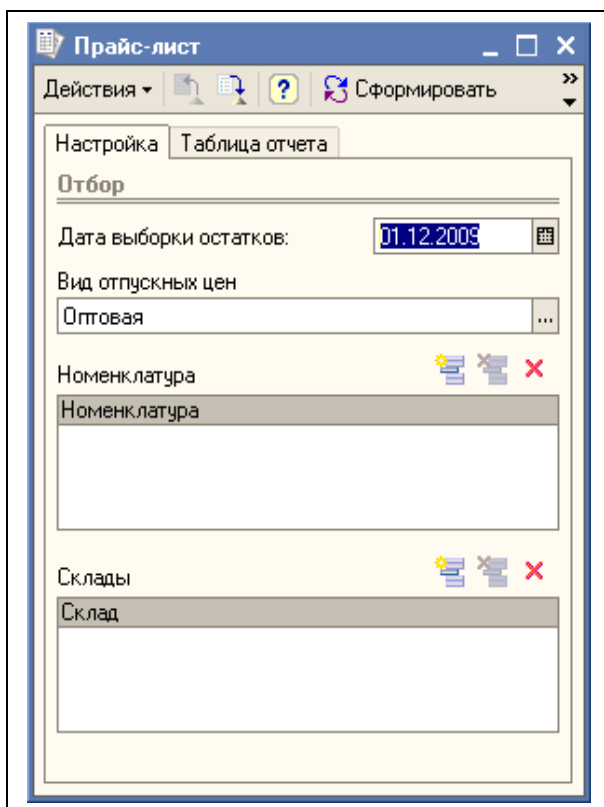 Прайс-лист
Действия Сформировать
Настройка Таблица отчета
Отбор
Дата выборки остатков: 01.12.2009
Вид отпускных цен
Оптовая ...
Номенклатура
Номенклатура
Склады
Склад